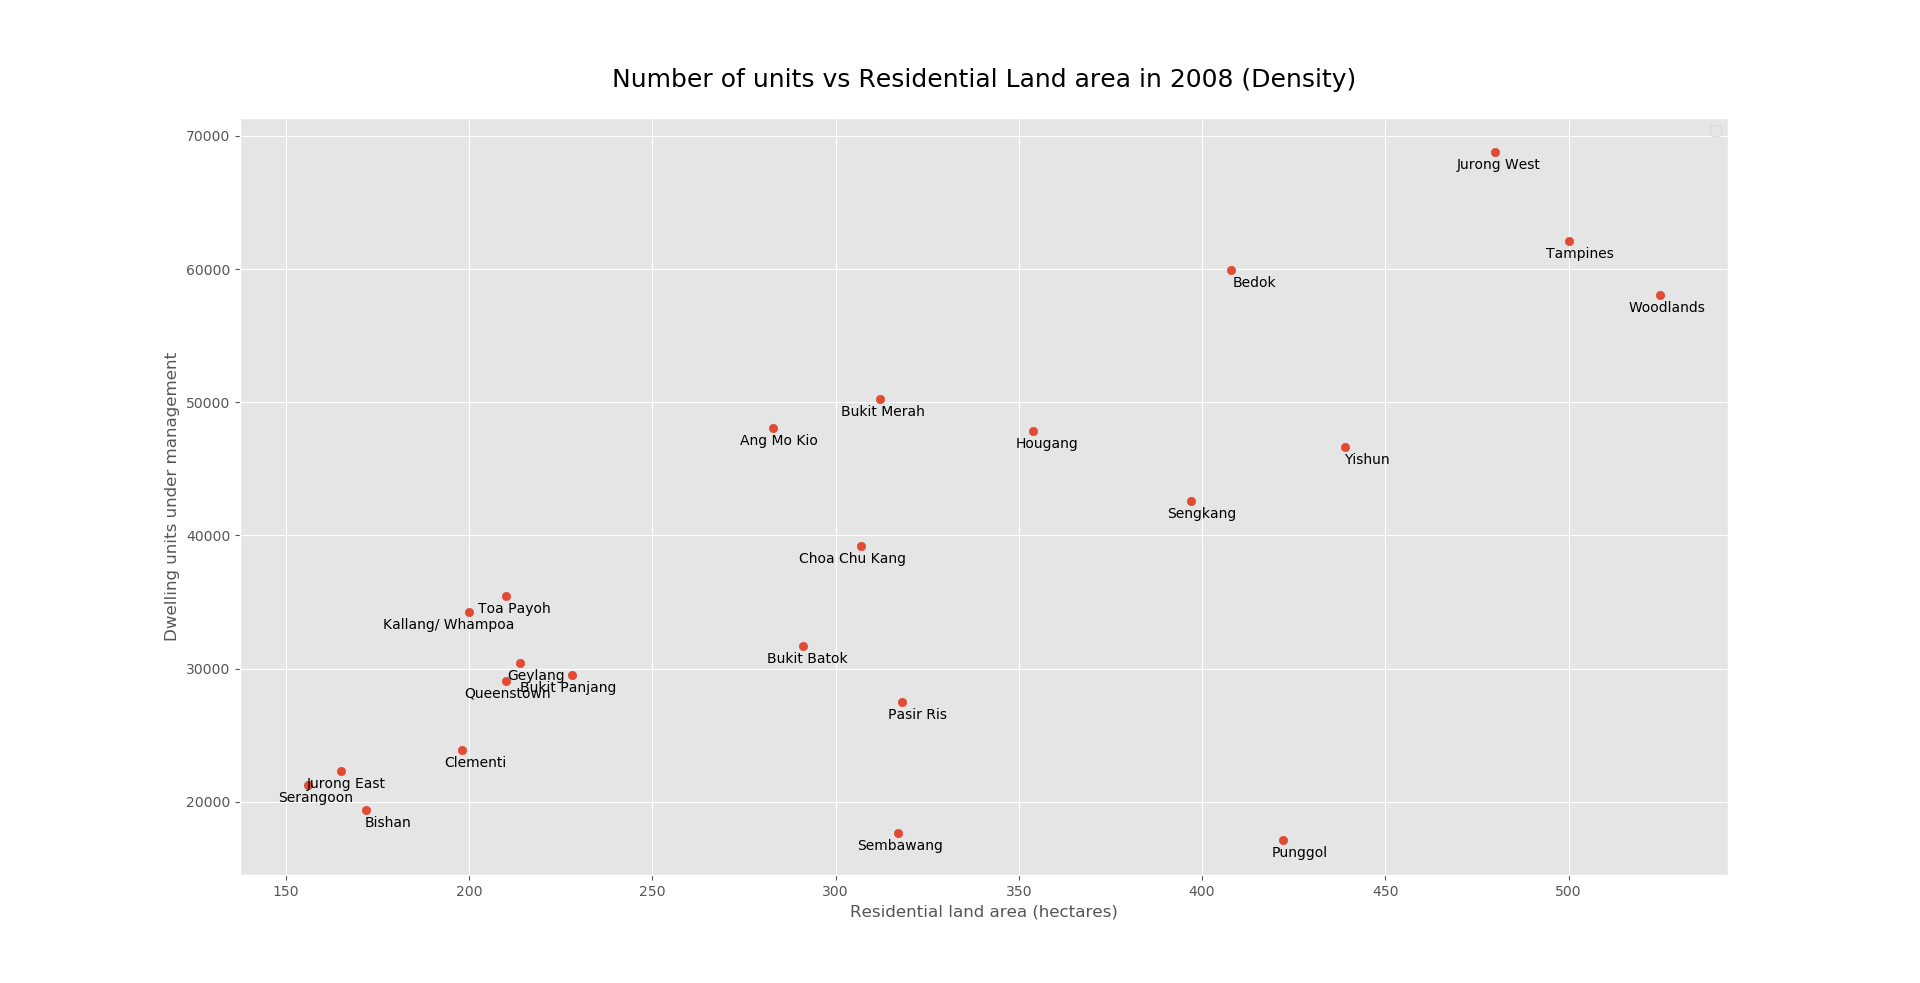 Number of units vs Residential Land area in 2008 (Density)
70000
Jurong West
Tampines
60000
Bedok
Woodlands
50000
Bukit Merah
Ang Mo Kio
Hougang
Yishun
Sengkang
40000
Choa Chu Kang
Toa Payoh
Kallang/ Whampoa
Bukit Batok
30000
Geylang
Bukit Panjang
Queenstown
Pasir Ris
Clementi
Jurong East
Serangoon
20000
Bishan
Sembawang
Punggol
Dwelling units under management
150 200 250 300 350 400 450 500
Residential land area (hectares)